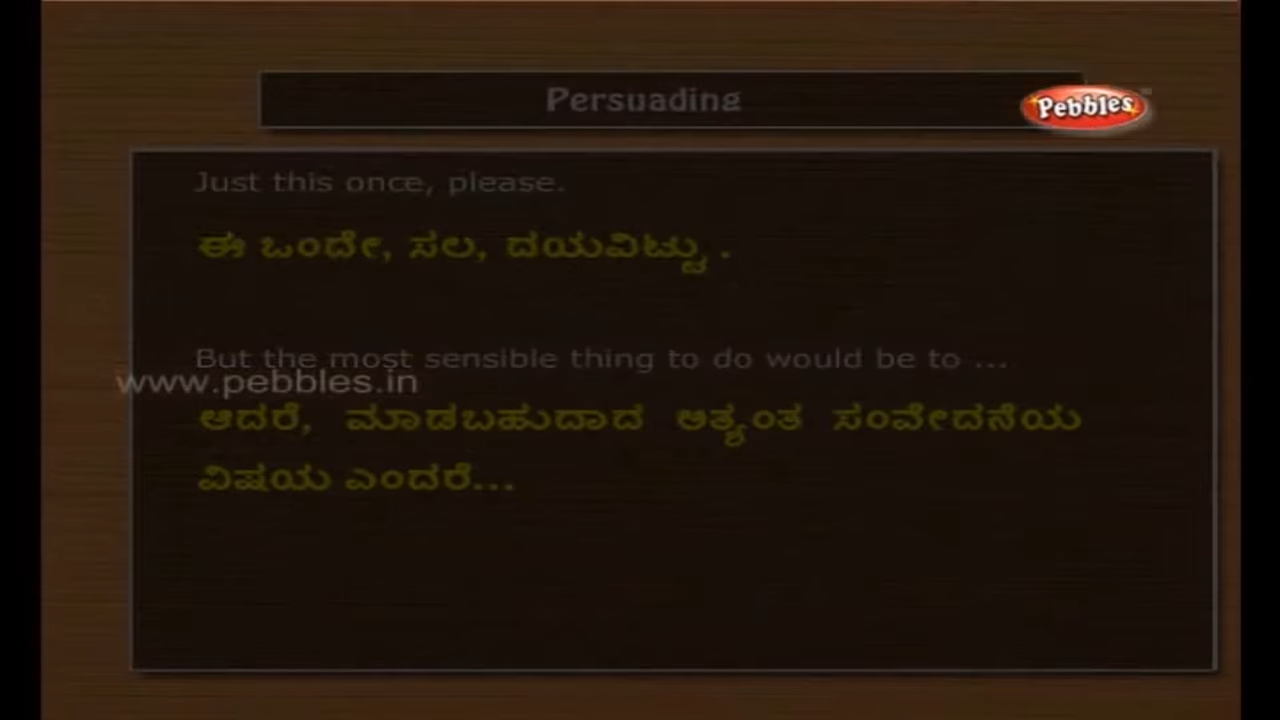 Persuading
Pebbles
Just this once, please.
ಈ ಒಂದೇ, ಸಲ, ದಯವಿಟ್ಟು .
But the most sensible thing to do would be to ...
www.pebbles.in
ಆದರೆ, ಮಾಡಬಹುದಾದ ಅತ್ಯಂತ ಸಂವೇದನೆಯ
ವಿಷಯ ಎಂದರೆ...